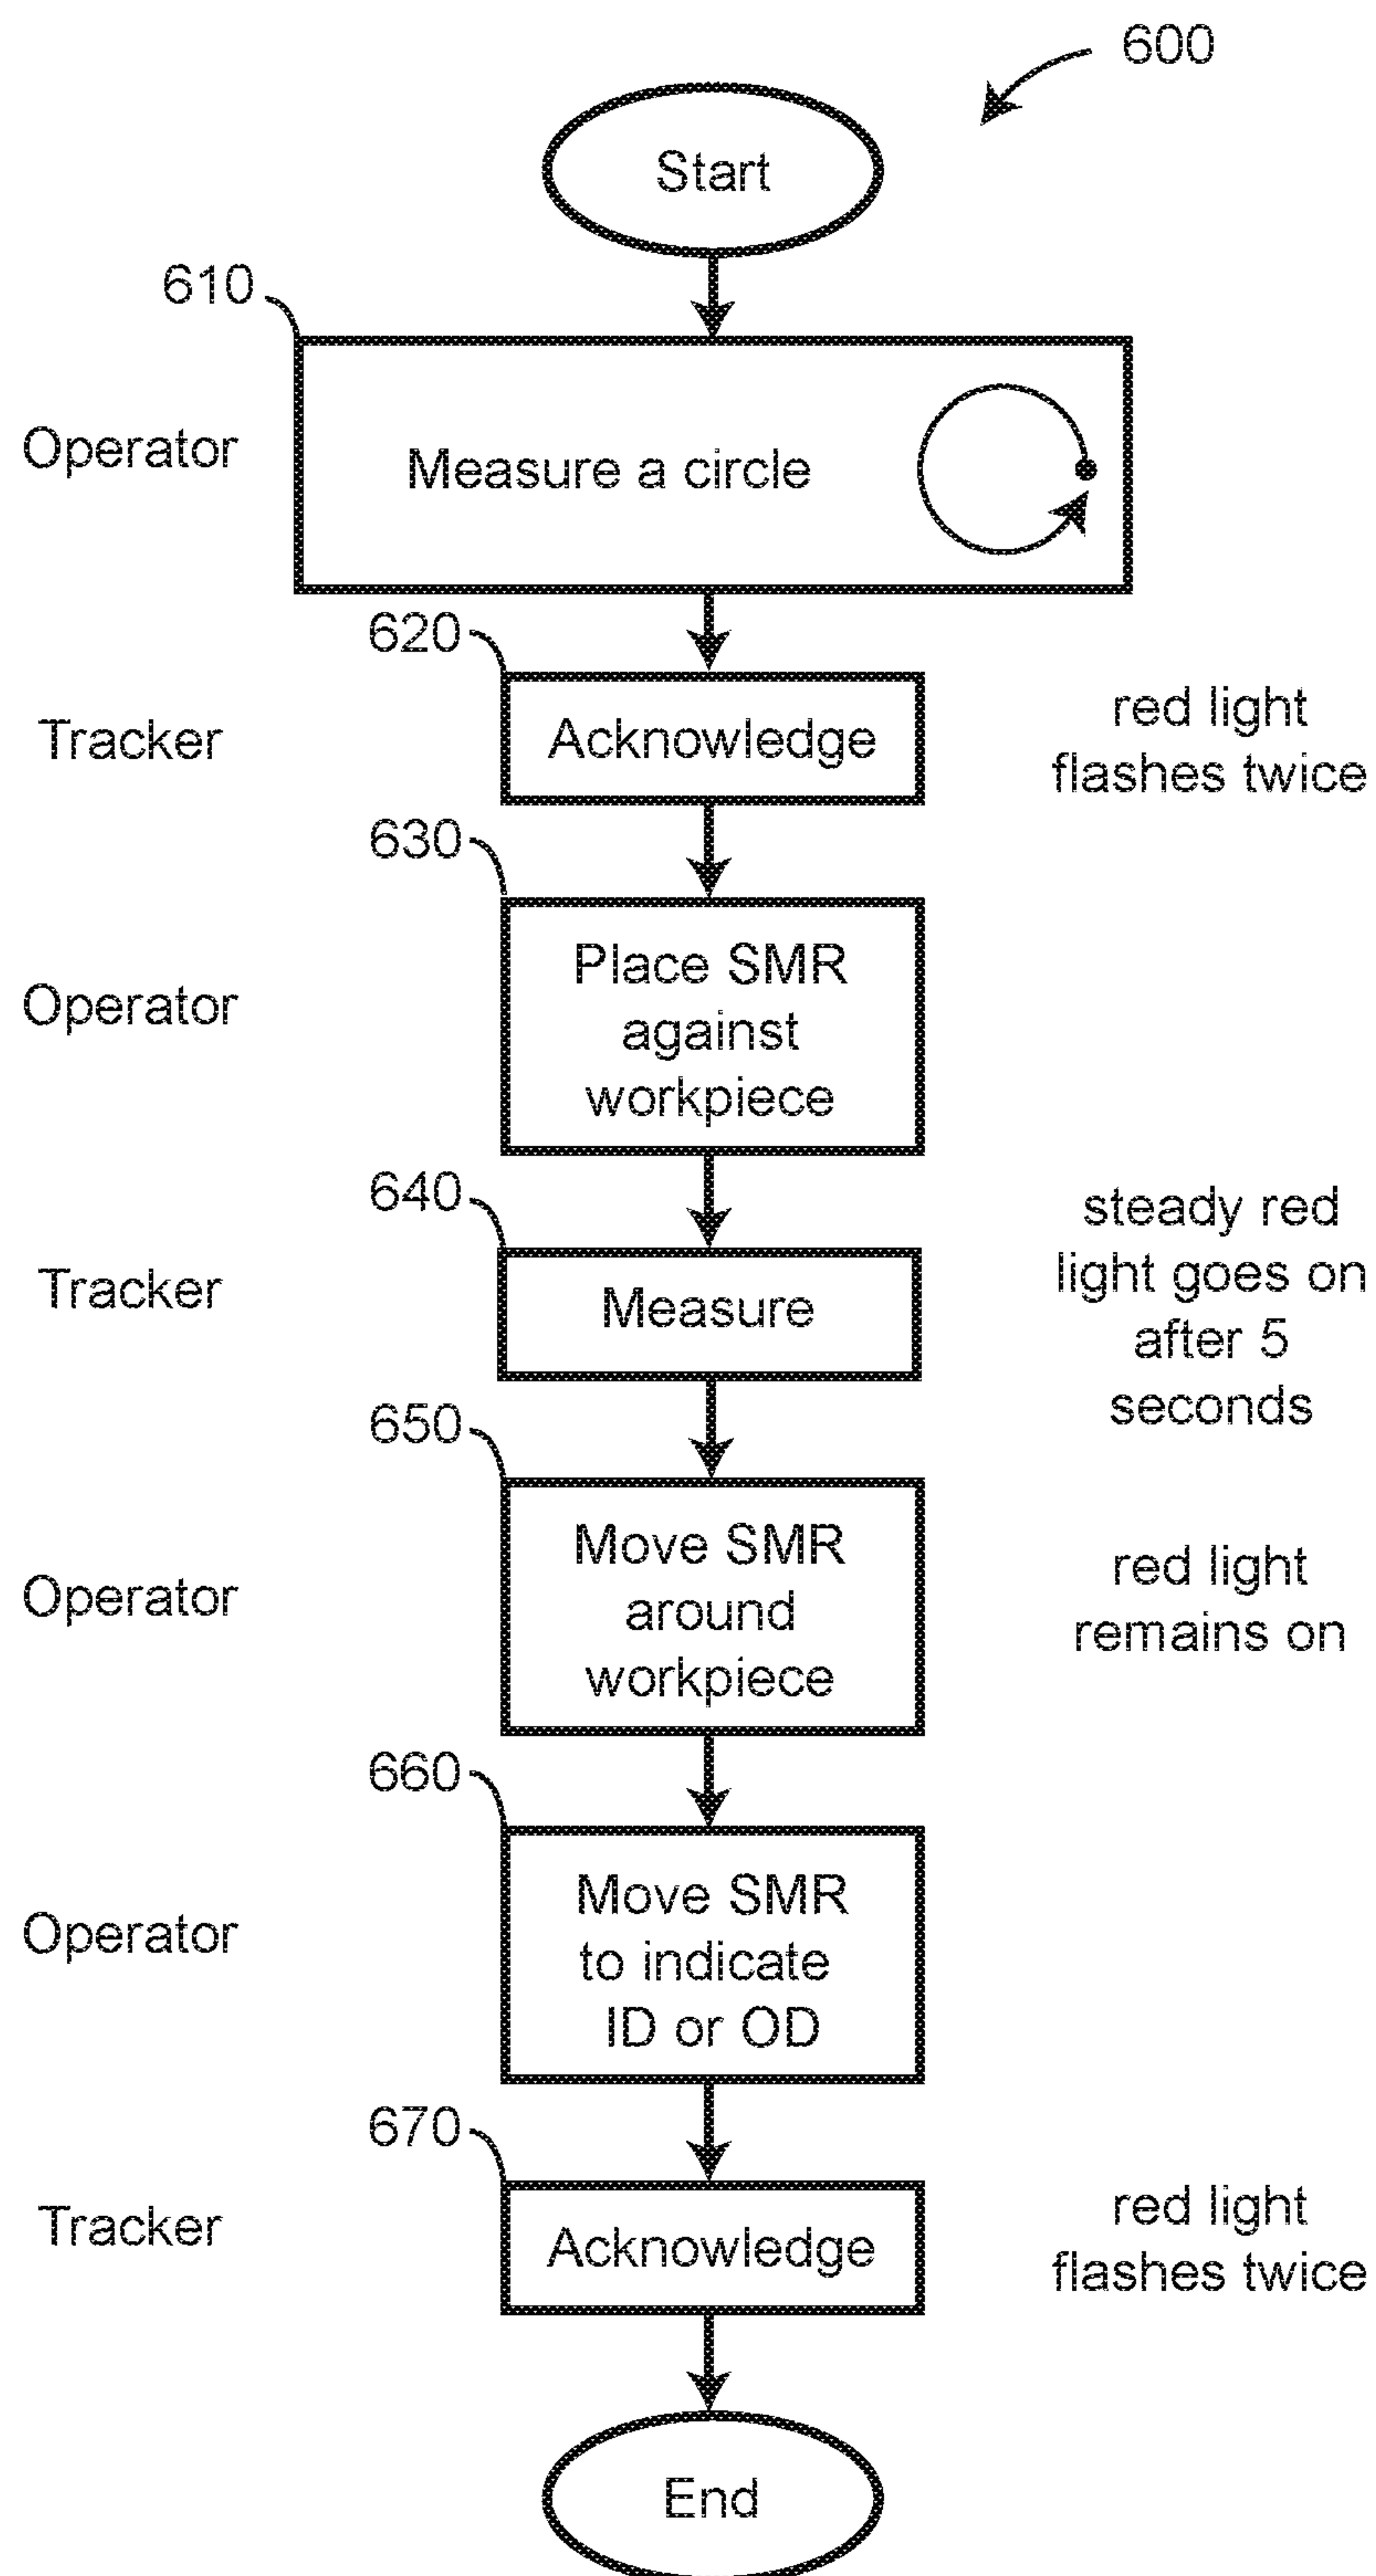 600
Start
610
Operator
Measure a circle
620
Tracker
Acknowledge
red light
flashes twice
630
Operator
Place SMR
against
workpiece
640
Tracker
Measure
steady red
light goes on
after 5
seconds
650
Operator
Move SMR
around
workpiece
red light
remains on
660
Operator
Move SMR
to indicate
ID or OD
670
Tracker
Acknowledge
red light
flashes twice
End